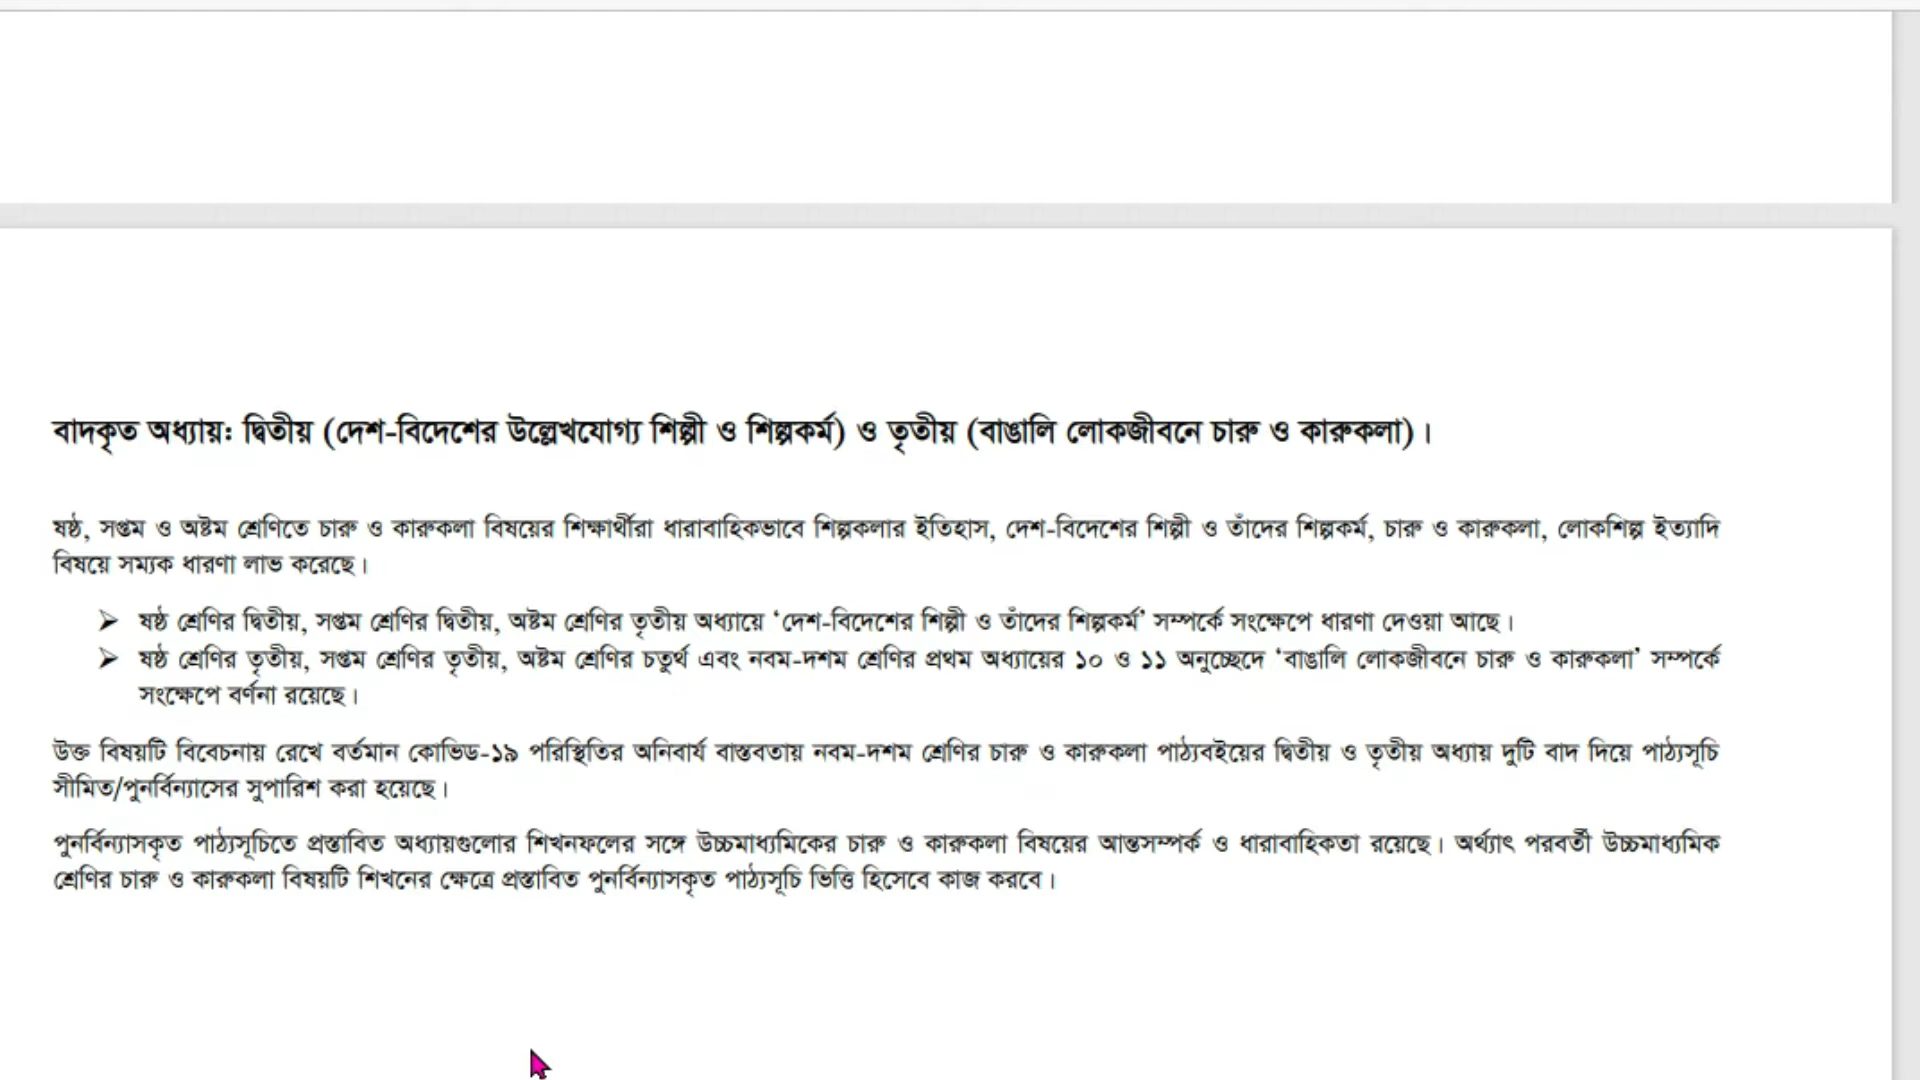 বাদকৃত অধ্যায়ঃ দ্বিতীয় (দেশ-বিদেশের উল্লেখযোগ্য শিল্পী ও শিল্পকর্ম) ও তৃতীয় (বাঙালি লোকজীবনে চারু ও কারুকলা)।
ষষ্ঠ, সপ্তম ও অষ্টম শ্রেণিতে চারু ও কারুকলা বিষয়ের শিক্ষার্থীরা ধারাবাহিকভাবে শিল্পকলার ইতিহাস, দেশ-বিদেশের শিল্পী ও তাঁদের শিল্পকর্ম, চারু ও কারুকলা, লোকশিল্প ইত্যাদি
বিষয়ে সম্যক ধারণা লাভ করেছে।
➢ ষষ্ঠ শ্রেণির দ্বিতীয়, সপ্তম শ্রেণির দ্বিতীয়, অষ্টম শ্রেণির তৃতীয় অধ্যায়ে ‘দেশ-বিদেশের শিল্পী ও তাঁদের শিল্পকর্ম’ সম্পর্কে সংক্ষেপে ধারণা দেওয়া আছে।
➢ ষষ্ঠ শ্রেণির তৃতীয়, সপ্তম শ্রেণির তৃতীয়, অষ্টম শ্রেণির চতুর্থ এবং নবম-দশম শ্রেণির প্রথম অধ্যায়ের ১০ ও ১১ অনুচ্ছেদে ‘বাঙালি লোকজীবনে চারু ও কারুকলা’ সম্পর্কে
সংক্ষেপে বর্ণনা রয়েছে।
উক্ত বিষয়টি বিবেচনায় রেখে বর্তমান কোভিড-১৯ পরিস্থিতির অনিবার্য বাস্তবতায় নবম-দশম শ্রেণির চারু ও কারুকলা পাঠ্যবইয়ের দ্বিতীয় ও তৃতীয় অধ্যায় দুটি বাদ দিয়ে পাঠ্যসূচি
সীমিত/পুনর্বিন্যাসের সুপারিশ করা হয়েছে।
পুনর্বিন্যাসকৃত পাঠ্যসূচিতে প্রস্তাবিত অধ্যায়গুলোর শিখনফলের সঙ্গে উচ্চমাধ্যমিকের চারু ও কারুকলা বিষয়ের আন্তসম্পর্ক ও ধারাবাহিকতা রয়েছে। অর্থ্যাৎ পরবর্তী উচ্চমাধ্যমিক
শ্রেণির চারু ও কারুকলা বিষয়টি শিখনের ক্ষেত্রে প্রস্তাবিত পুনর্বিন্যাসকৃত পাঠ্যসূচি ভিত্তি হিসেবে কাজ করবে।